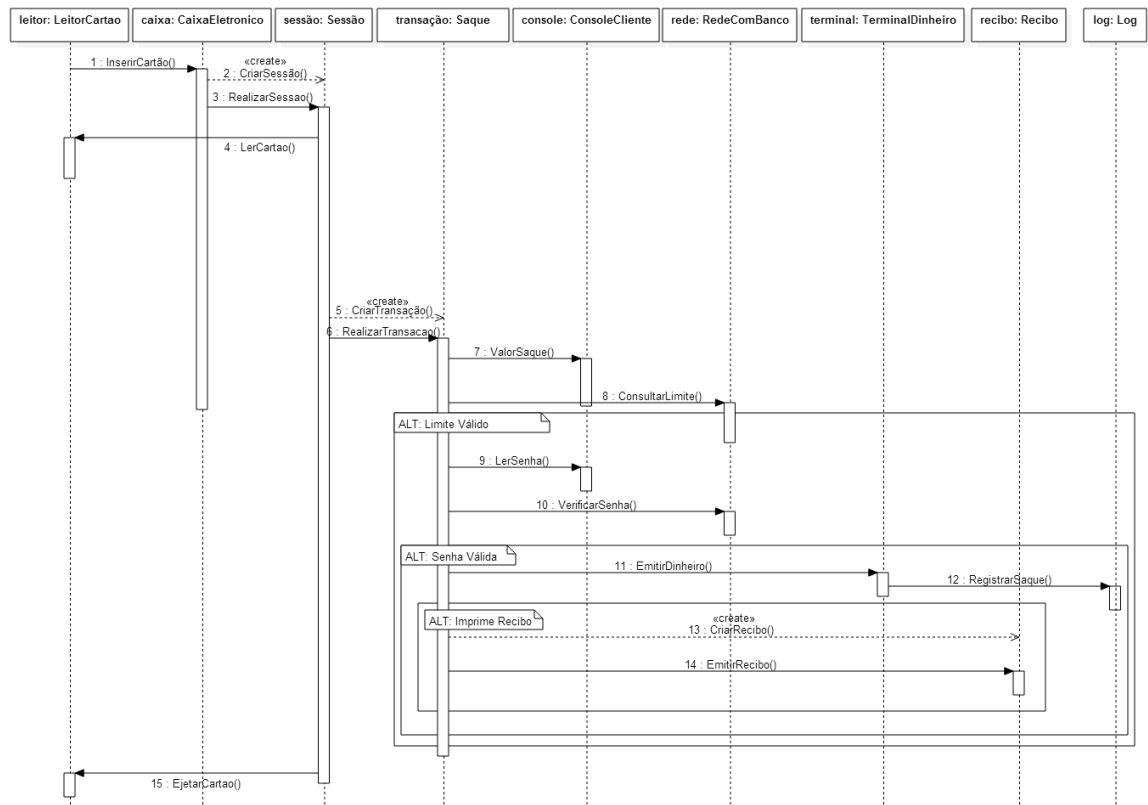 leitor: LeitorCartao
caixa: CaixaEletronico
sessão: Sessão
transação: Saque
console: ConsoleCliente
rede: RedeComBanco
terminal: TerminalDinheiro
recibo: Recibo
log: Log
1 : InserirCartão()
«create»
2 : CriarSessão()
3 : RealizarSessao()
4 : LerCartao()
«create»
5 : CriarTransação()
6 : RealizarTransacao()
7 : ValorSaque()
8 : ConsultarLimite()
ALT: Limite Válido
9 : LerSenha()
10 : VerificarSenha()
ALT: Senha Válida
11 : EmitirDinheiro()
12 : RegistrarSaque()
ALT: Imprime Recibo
«create»
13 : CriarRecibo()
14 : EmitirRecibo()
15 : EjetarCartao()